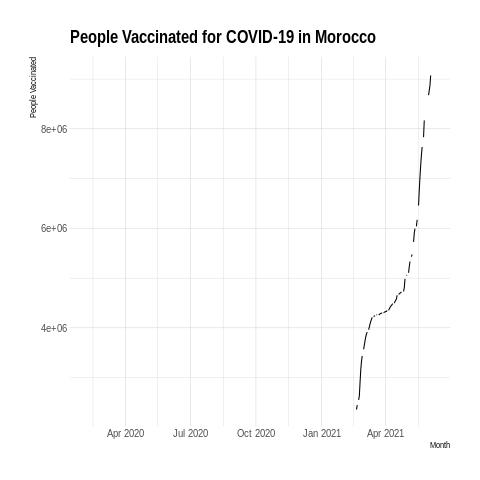 People Vaccinated for COVID-19 in Morocco
People Vaccinated
8e+06
6e+06
4e+06
Apr 2020 Jul 2020 Oct 2020 Jan 2021 Apr 2021
Month